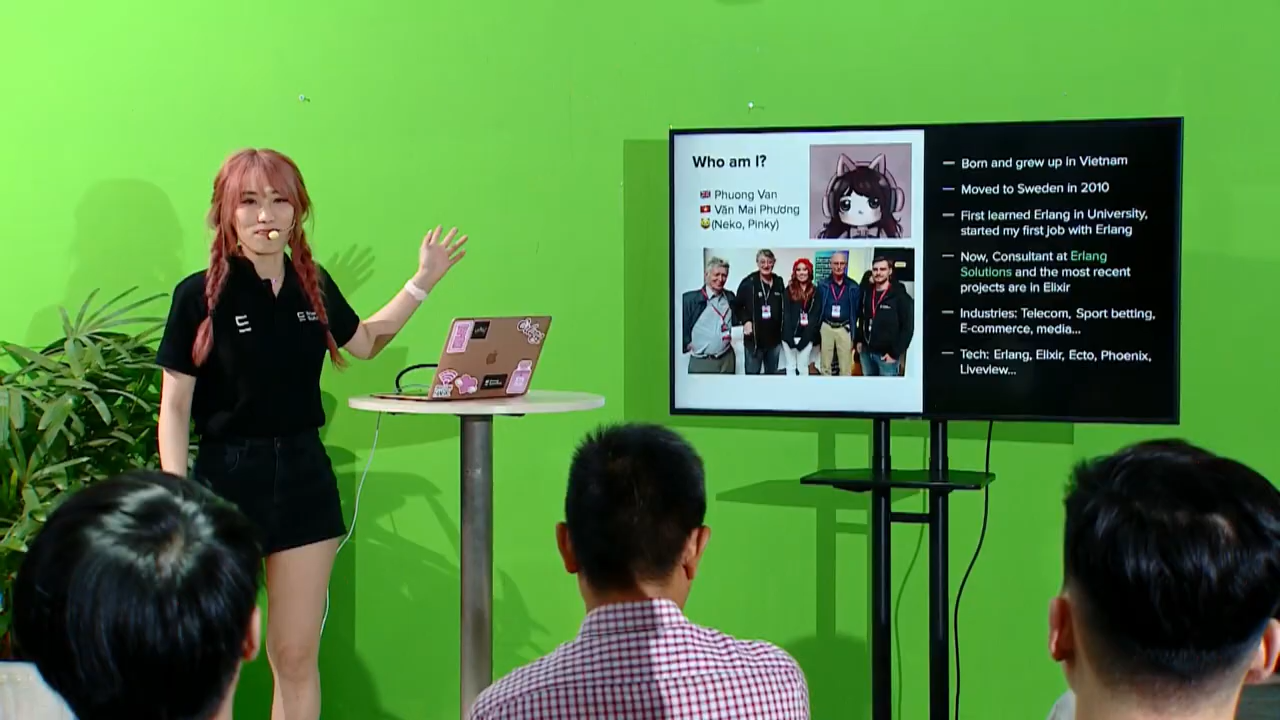 Who am I?
Phuong Van
Văn Mai Phương
(Neko, Pinky)
Born and grew up in Vietnam
Moved to Sweden in 2010
First learned Erlang in University,
started my first job with Erlang
Now, Consultant at Erlang
Solutions and the most recent
projects are in Elixir
Industries: Telecom, Sport betting,
E-commerce, media...
Tech: Erlang, Elixir, Ecto, Phoenix,
Liveview...